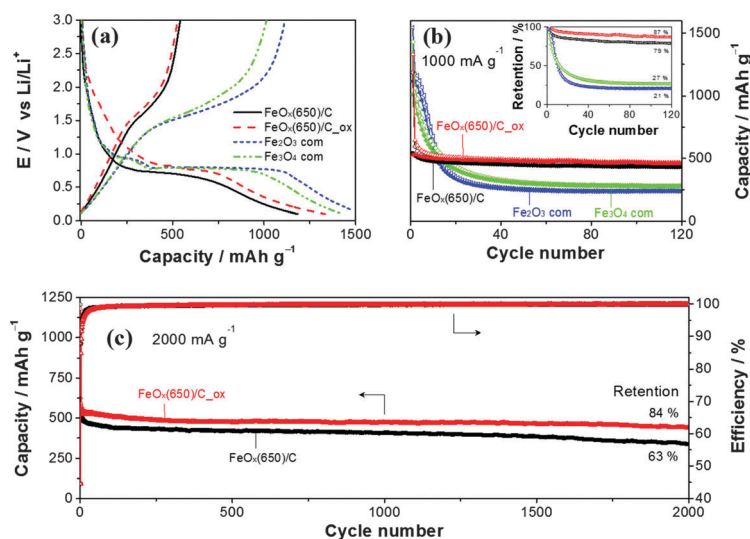 (a)
E / V vs Li/Li⁺
3.0
2.5
2.0
1.5
1.0
0.5
0.0
FeOₓ(650)/C
FeOₓ(650)/C_ox
Fe₂O₃ com
Fe₃O₄ com
0 500 1000 1500
Capacity / mAh g⁻¹
(b)
1000 mA g⁻¹
Retention / %
100
75
50
25
0
87 %
79 %
27 %
21 %
0 20 40 60 80 100 120
Cycle number
FeOₓ(650)/C_ox
FeOₓ(650)/C
Fe₂O₃ com
Fe₃O₄ com
1500
1000
500
0
Capacity / mAh g⁻¹
0 40 80 120
Cycle number
(c)
2000 mA g⁻¹
Capacity / mAh g⁻¹
1250
1000
750
500
250
0
FeOₓ(650)/C_ox
FeOₓ(650)/C
Retention
84 %
63 %
100
90
80
70
60
50
40
Efficiency / %
0 500 1000 1500 2000
Cycle number